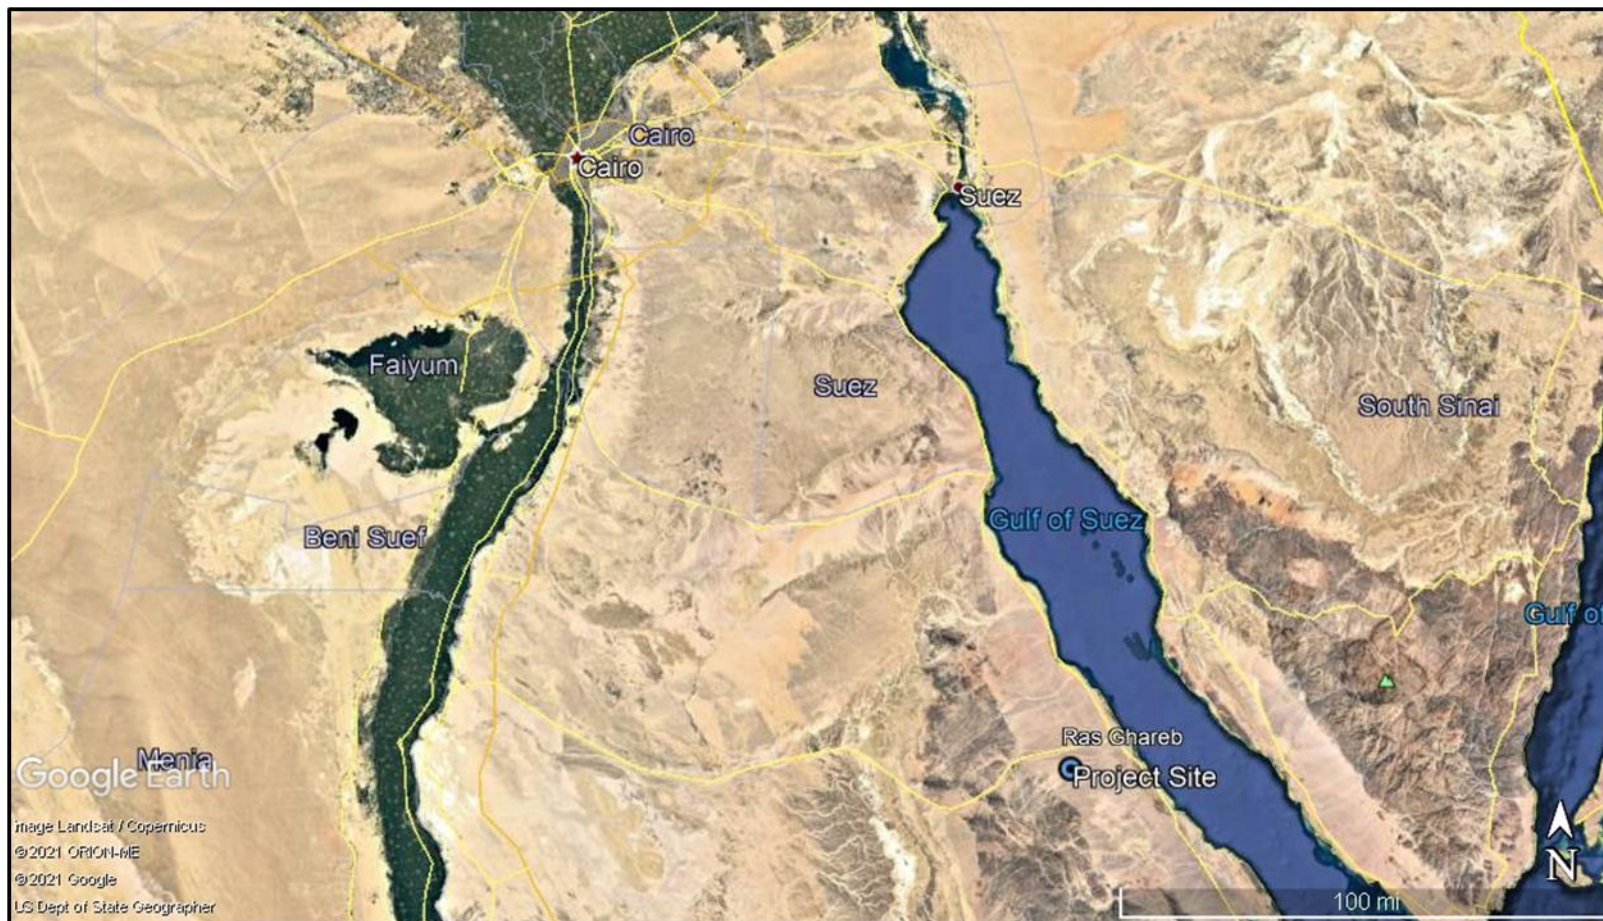 Cairo
Cairo
Suez
Faiyum
Suez
South Sinai
Gulf of Suez
Beni Suef
Gulf of
Ras Ghareb
Menia
Google Earth
Project Site
Image Landsat / Copernicus
©2021 ORION-ME
©2021 Google
US Dept of State Geographer
N
100 mi